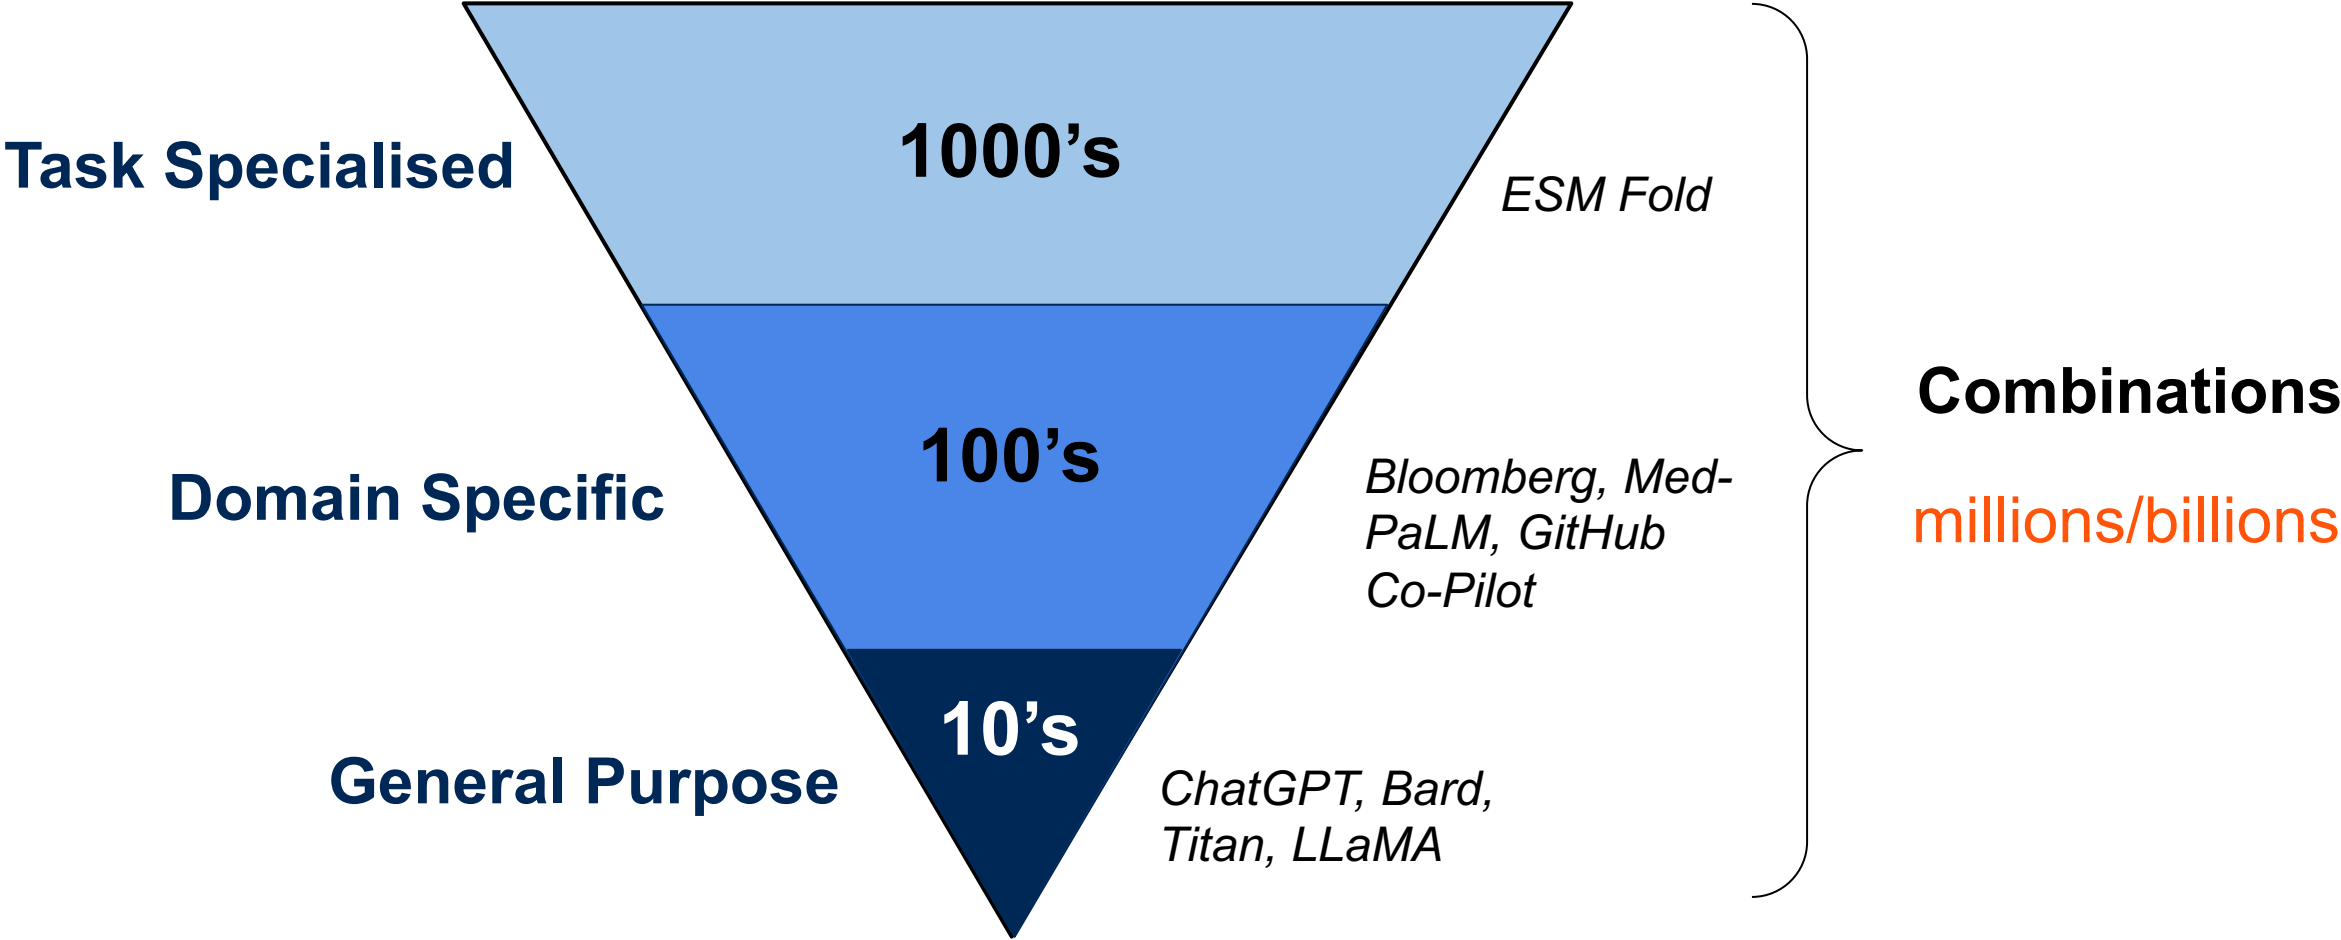 Task Specialised
1000’s
ESM Fold
Domain Specific
100’s
Bloomberg, Med-
PaLM, GitHub
Co-Pilot
General Purpose
10’s
ChatGPT, Bard,
Titan, LLaMA
Combinations
millions/billions